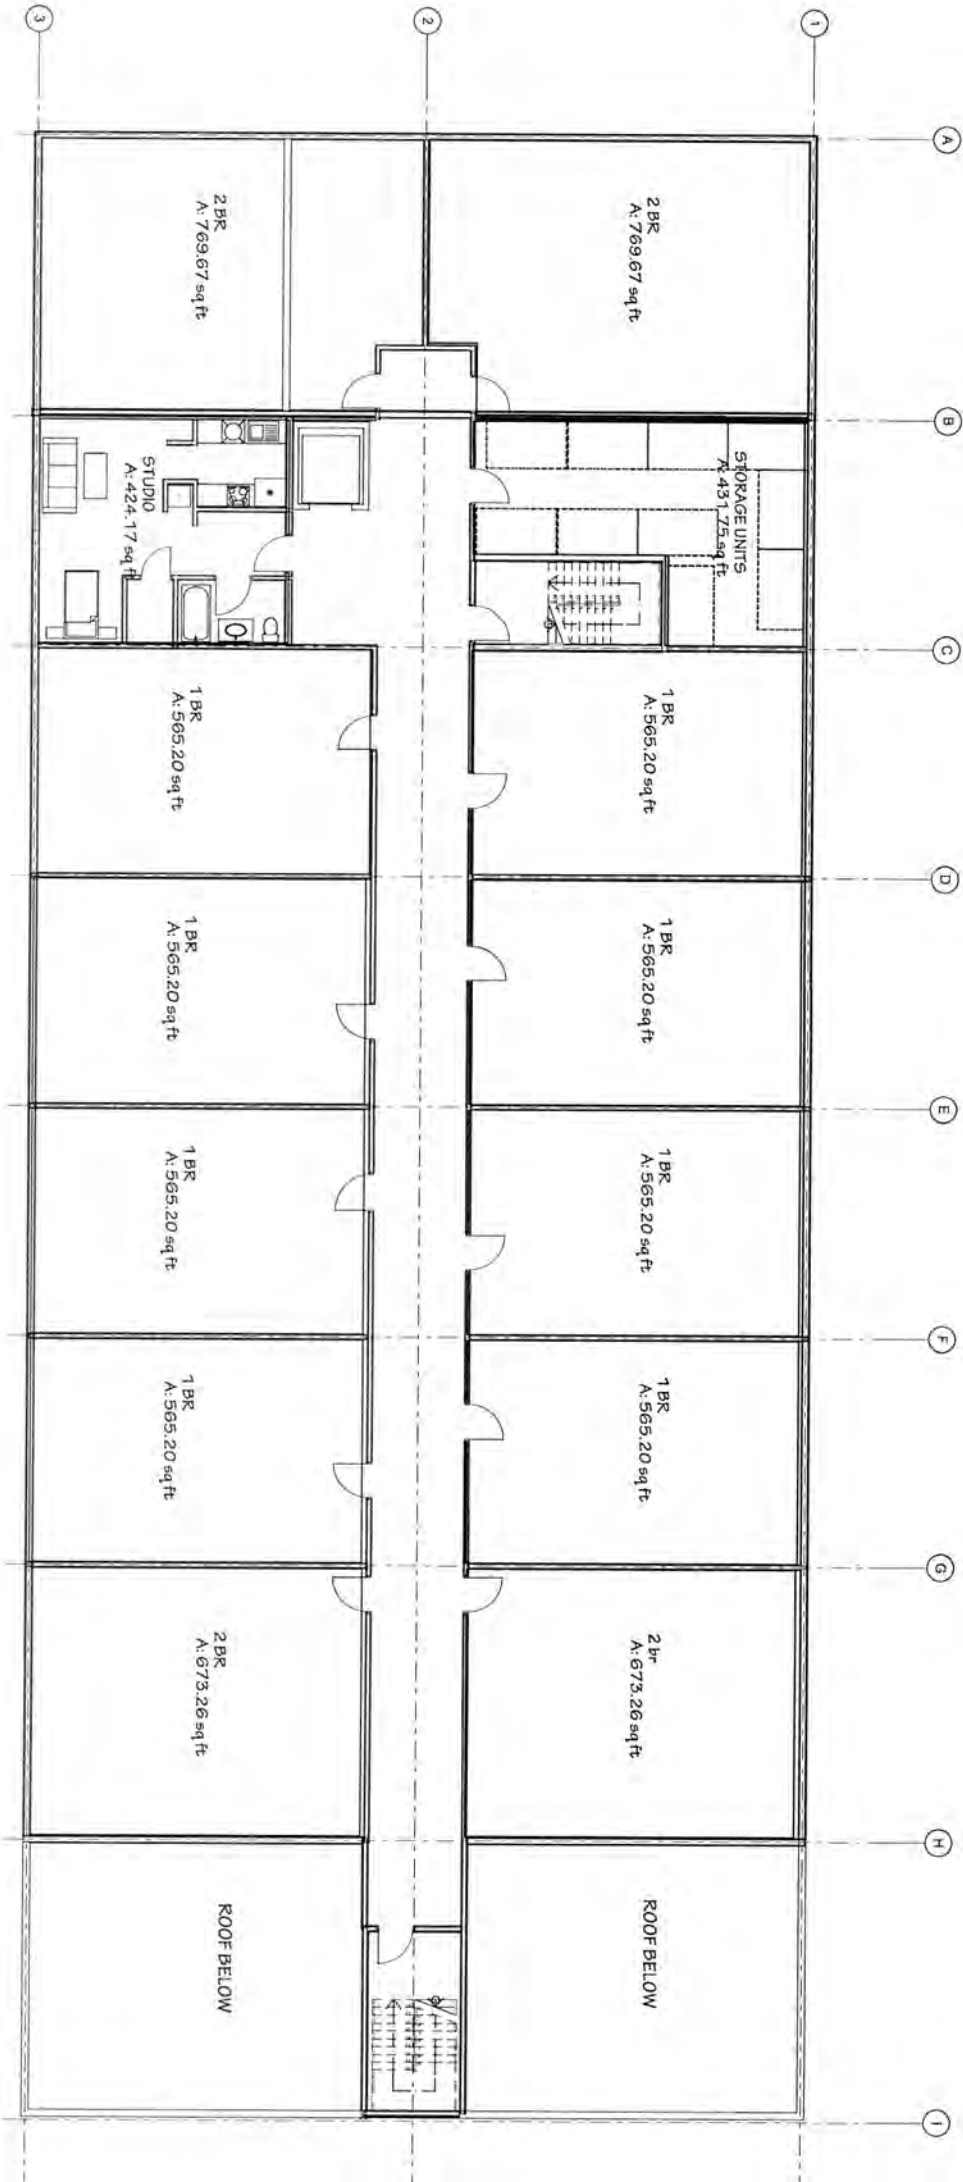 3
2
1
A
2 BR
A: 769.67 sq ft
2 BR
A: 769.67 sq ft
B
STUDIO
A: 424.17 sq ft
STORAGE UNITS
A: 431.75 sq ft
C
1 BR
A: 565.20 sq ft
1 BR
A: 565.20 sq ft
D
1 BR
A: 565.20 sq ft
1 BR
A: 565.20 sq ft
E
1 BR
A: 565.20 sq ft
1 BR
A: 565.20 sq ft
F
1 BR
A: 565.20 sq ft
1 BR
A: 565.20 sq ft
G
2 BR
A: 673.26 sq ft
2 br
A: 673.26 sq ft
H
ROOF BELOW
ROOF BELOW
I